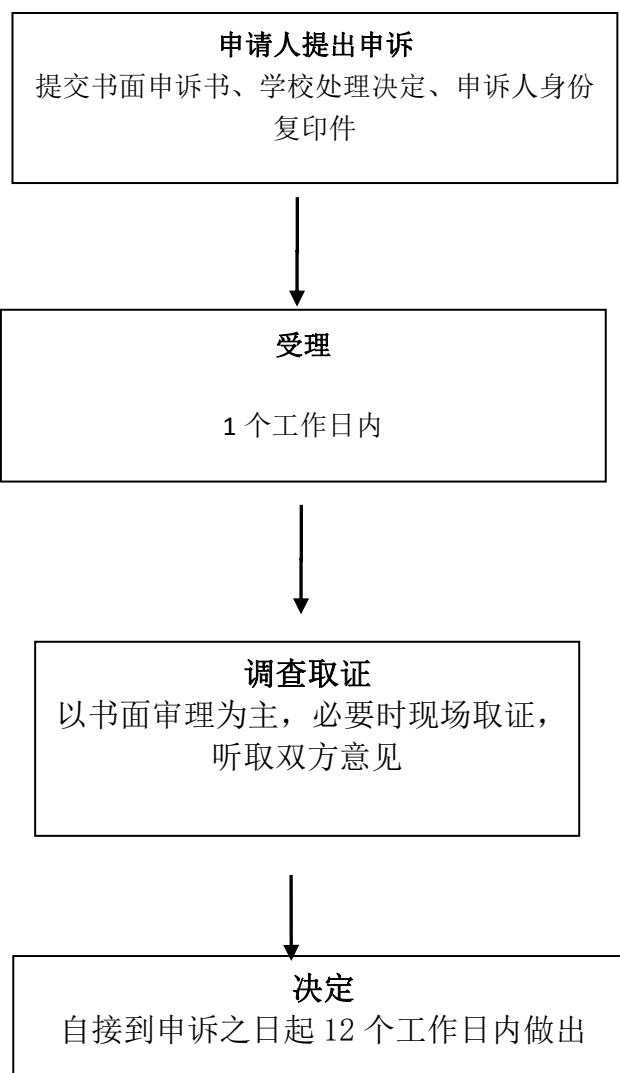 申请人提出申诉
提交书面申诉书、学校处理决定、申诉人身份
复印件
受理
1 个工作日内
调查取证
以书面审理为主，必要时现场取证，
听取双方意见
决定
自接到申诉之日起 12 个工作日内做出